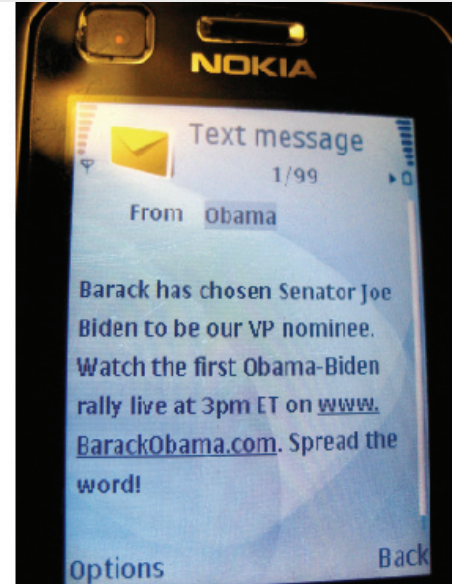 NOKIA
Text message
1/99
From Obama
Barack has chosen Senator Joe
Biden to be our VP nominee.
Watch the first Obama-Biden
rally live at 3pm ET on www.
BarackObama.com. Spread the
word!
Options Back